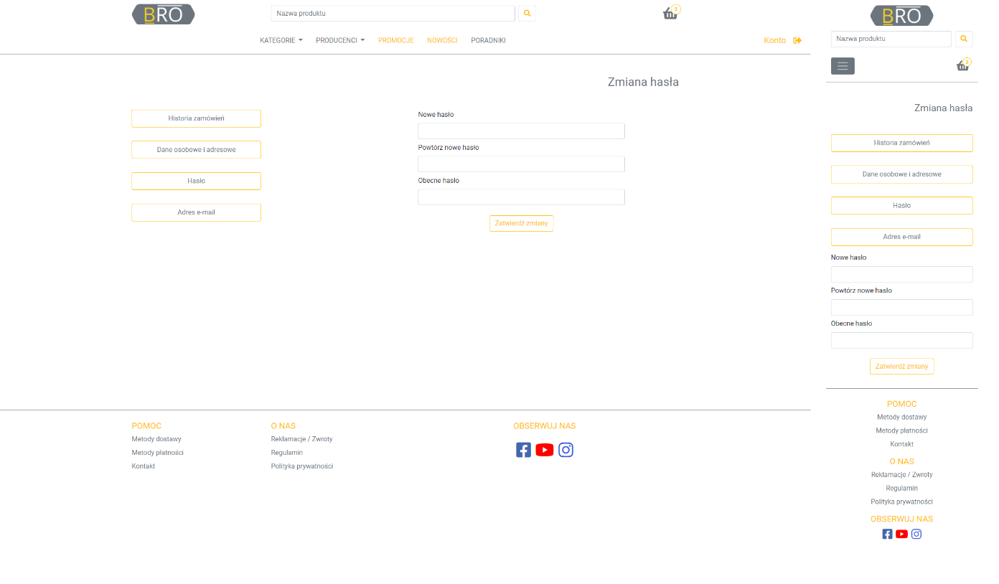 BRO
Nazwa produktu
2
KATEGORIE
PRODUCENCI
PROMOCJE
NOWOŚCI
PORADNIKI
Konto
Zmiana hasła
Historia zamówień
Dane osobowe i adresowe
Hasło
Adres e-mail
Nowe hasło
Powtórz nowe hasło
Obecne hasło
Zatwierdź zmiany
POMOC
Metody dostawy
Metody płatności
Kontakt
O NAS
Reklamacje / Zwroty
Regulamin
Polityka prywatności
OBSERWUJ NAS
BRO
Nazwa produktu
2
Zmiana hasła
Historia zamówień
Dane osobowe i adresowe
Hasło
Adres e-mail
Nowe hasło
Powtórz nowe hasło
Obecne hasło
Zatwierdź zmiany
POMOC
Metody dostawy
Metody płatności
Kontakt
O NAS
Reklamacje / Zwroty
Regulamin
Polityka prywatności
OBSERWUJ NAS